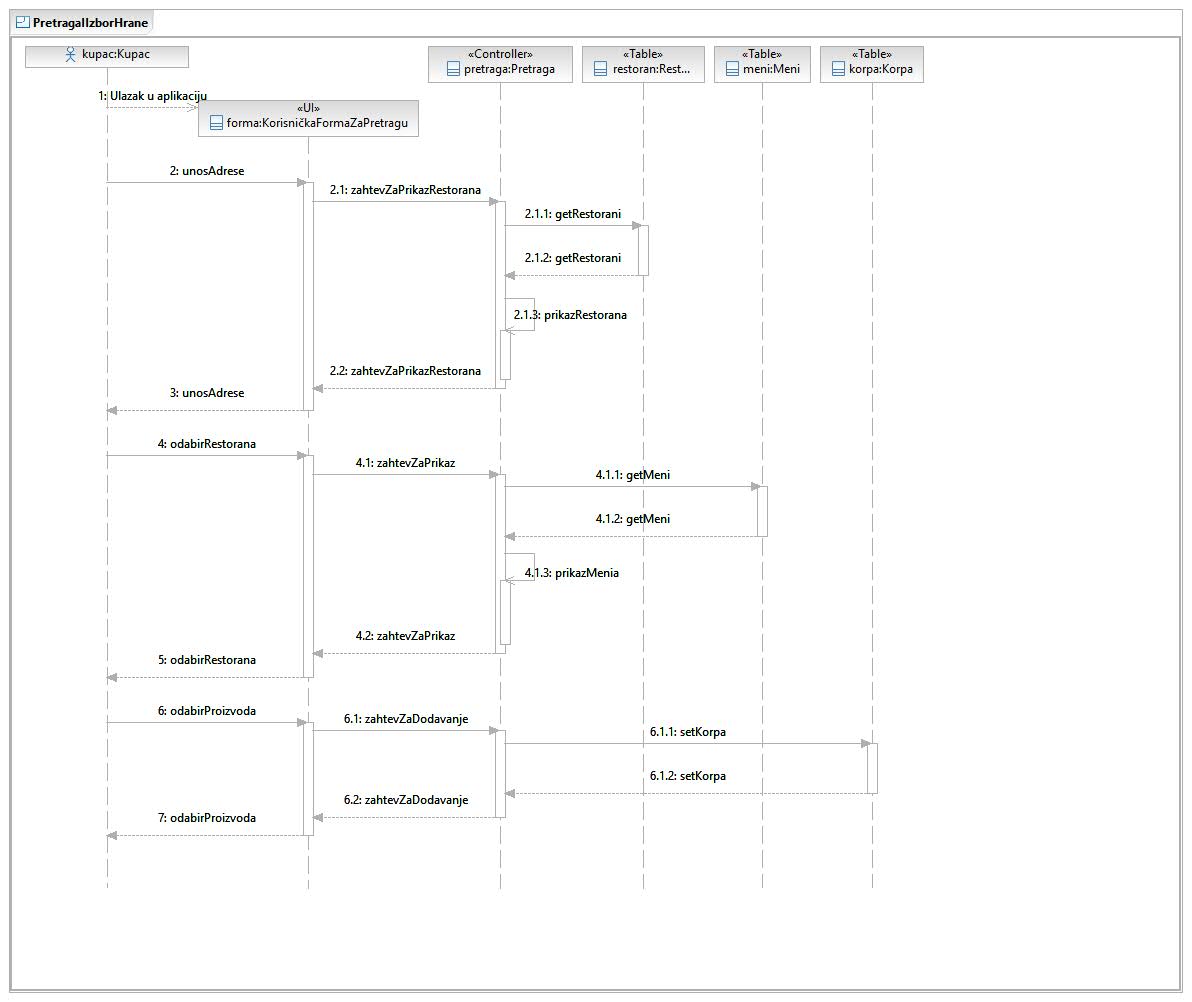 PretragaIzborHrane
kupac:Kupac
«Controller»
pretraga:Pretraga
«Table»
restoran:Rest...
«Table»
meni:Meni
«Table»
korpa:Korpa
1: Ulazak u aplikaciju
«UI»
forma:KorisničkaFormaZaPretragu
2: unosAdrese
2.1: zahtevZaPrikazRestorana
2.1.1: getRestorani
2.1.2: getRestorani
2.1.3: prikazRestorana
2.2: zahtevZaPrikazRestorana
3: unosAdrese
4: odabirRestorana
4.1: zahtevZaPrikaz
4.1.1: getMeni
4.1.2: getMeni
4.1.3: prikazMenia
4.2: zahtevZaPrikaz
5: odabirRestorana
6: odabirProizvoda
6.1: zahtevZaDodavanje
6.1.1: setKorpa
6.1.2: setKorpa
6.2: zahtevZaDodavanje
7: odabirProizvoda